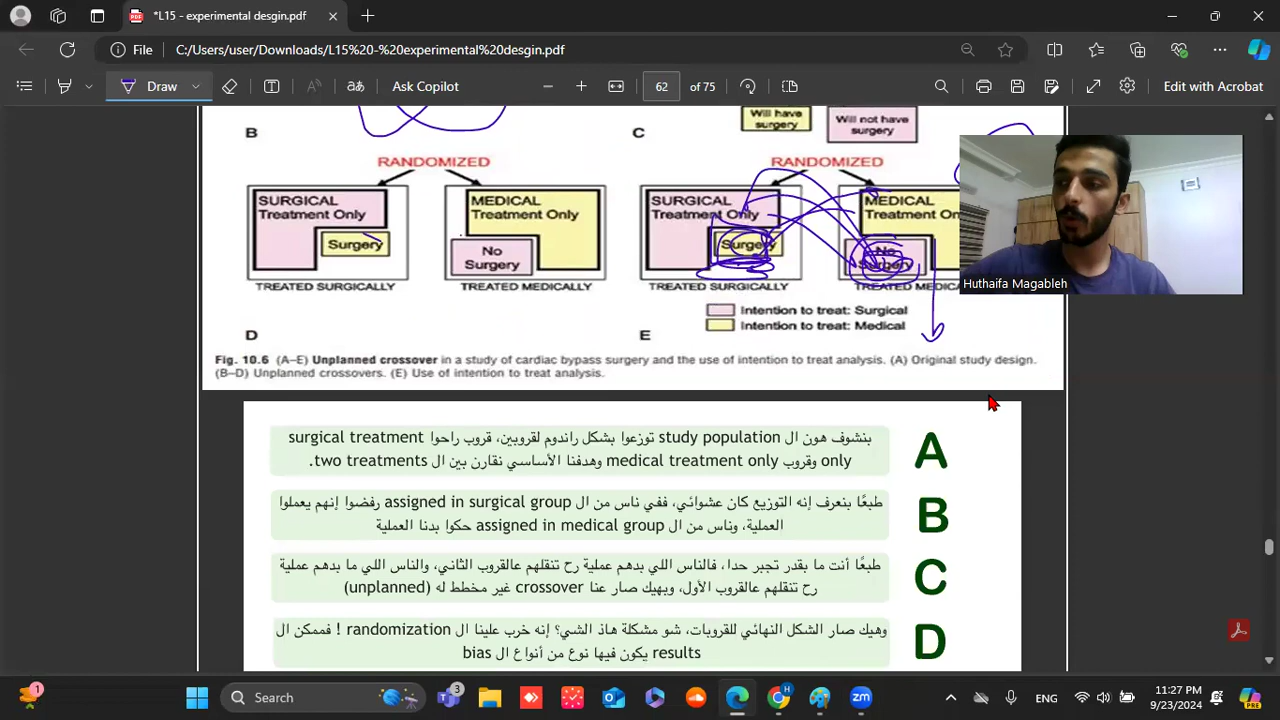 *L15 - experimental desgin.pdf
File
C:/Users/user/Downloads/L15%20-%20experimental%20desgin.pdf
Draw
Ask Copilot
62 of 75
Edit with Acrobat
Will have surgery
Will not have surgery
B
C
RANDOMIZED
RANDOMIZED
SURGICAL Treatment Only
MEDICAL Treatment Only
SURGICAL Treatment Only
MEDICAL
Treatment On
Surgery
No Surgery
Surgery
No Surgery
TREATED SURGICALLY
TREATED MEDICALLY
TREATED SURGICALLY
TREATED MEDIC
Huthaifa Magableh
Intention to treat: Surgical
Intention to treat: Medical
D
E
Fig. 10.6 (A–E) Unplanned crossover in a study of cardiac bypass surgery and the use of intention to treat analysis. (A) Original study design.
(B–D) Unplanned crossovers. (E) Use of intention to treat analysis.
A
بنشوف هون ال study population توزعوا بشكل راندوم لقروبين، قروب راحوا surgical treatment
only وقروب medical treatment only وهدفنا الأساسي نقارن بين ال two treatments.
B
طبعًا بنعرف إنه التوزيع كان عشوائي، ففي ناس من ال assigned in surgical group رفضوا إنهم يعملوا
العملية، وناس من ال assigned in medical group حكوا بدنا العملية
C
طبعًا أنت ما بقدر تجبر حدا، فالناس اللي بدهم عملية رح تنقلهم عالقروب الثاني، والناس اللي ما بدهم عملية
رح تنقلهم عالقروب الأول، وبهيك صار عنا crossover غير مخطط له (unplanned)
D
وهيك صار الشكل النهائي للقروبات، شو مشكلة هاذ الشي؟ إنه خرب علينا ال randomization ! فممكن ال
results يكون فيها نوع من أنواع ال bias
1
Search
3
ENG
11:27 PM
9/23/2024